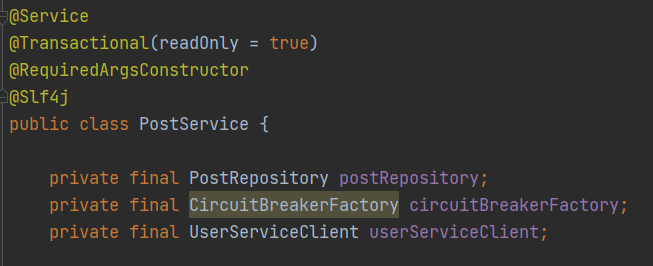 @Service
@Transactional(readOnly = true)
@RequiredArgsConstructor
@Slf4j
public class PostService {
private final PostRepository postRepository;
private final CircuitBreakerFactory circuitBreakerFactory;
private final UserServiceClient userServiceClient;